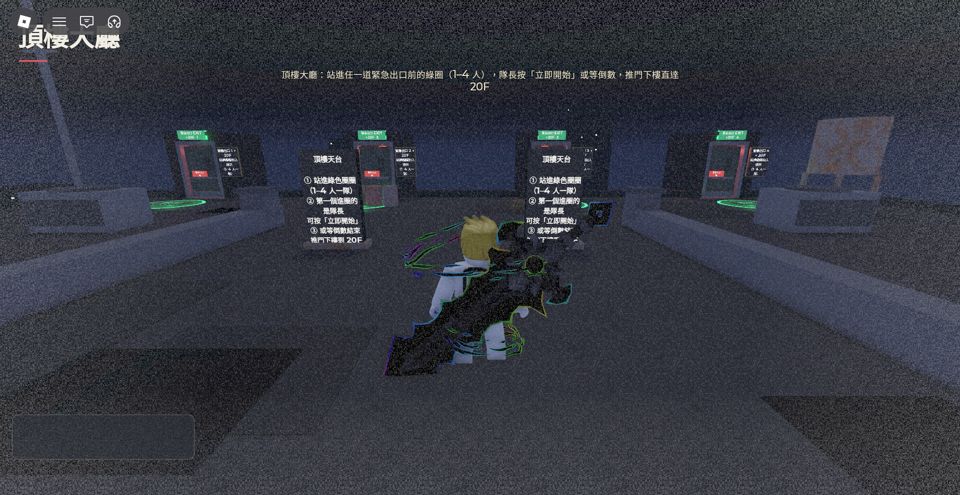 頂樓大廳
頂樓大廳：站進任一道緊急出口前的綠圈（1–4 人），隊長按「立即開始」或等倒數，推門下樓直達
20F
頂樓天台
① 站進綠色圈圈
（1–4 人一隊）
② 第一個進圈的
是隊長
可按「立即開始」
③ 或等倒數結束
推門下樓到 20F
頂樓天台
① 站進綠色圈圈
（1–4 人一隊）
② 第一個進圈的
是隊長
可按「立即開始」
③ 或等倒數結